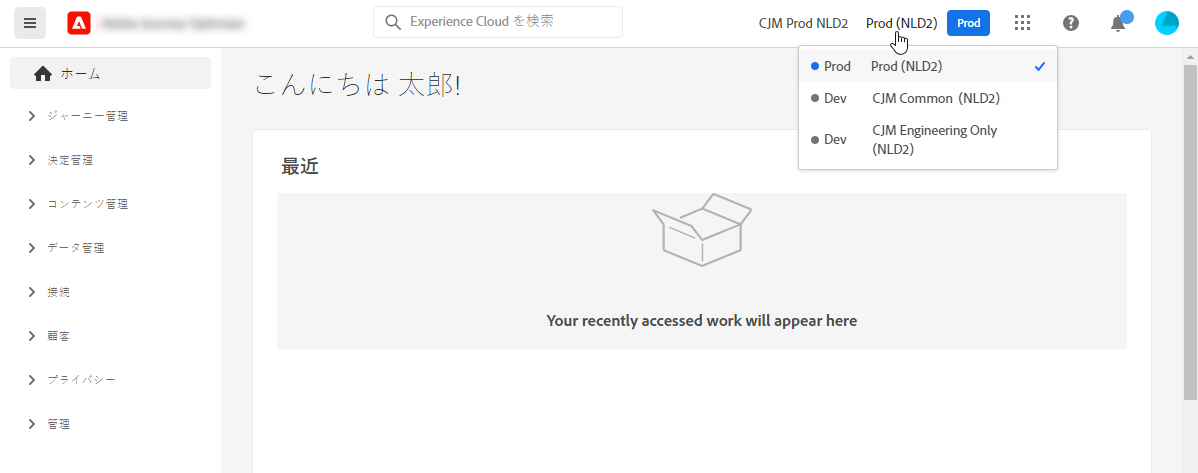 Experience Cloud を検索
CJM Prod NLD2
Prod (NLD2)
Prod
Prod Prod (NLD2)
Dev CJM Common (NLD2)
Dev CJM Engineering Only
(NLD2)
ホーム
ジャーニー管理
決定管理
コンテンツ管理
データ管理
接続
顧客
プライバシー
管理
こんにちは 太郎!
最近
Your recently accessed work will appear here